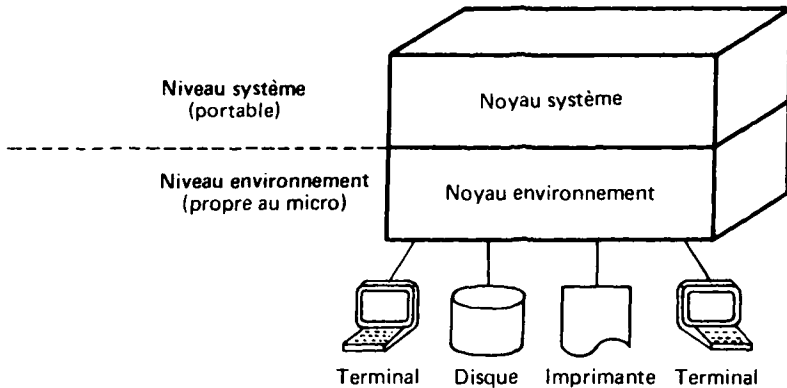 Niveau système
(portable)
Noyau système
Niveau environnement
(propre au micro)
Noyau environnement
Terminal
Disque
Imprimante
Terminal